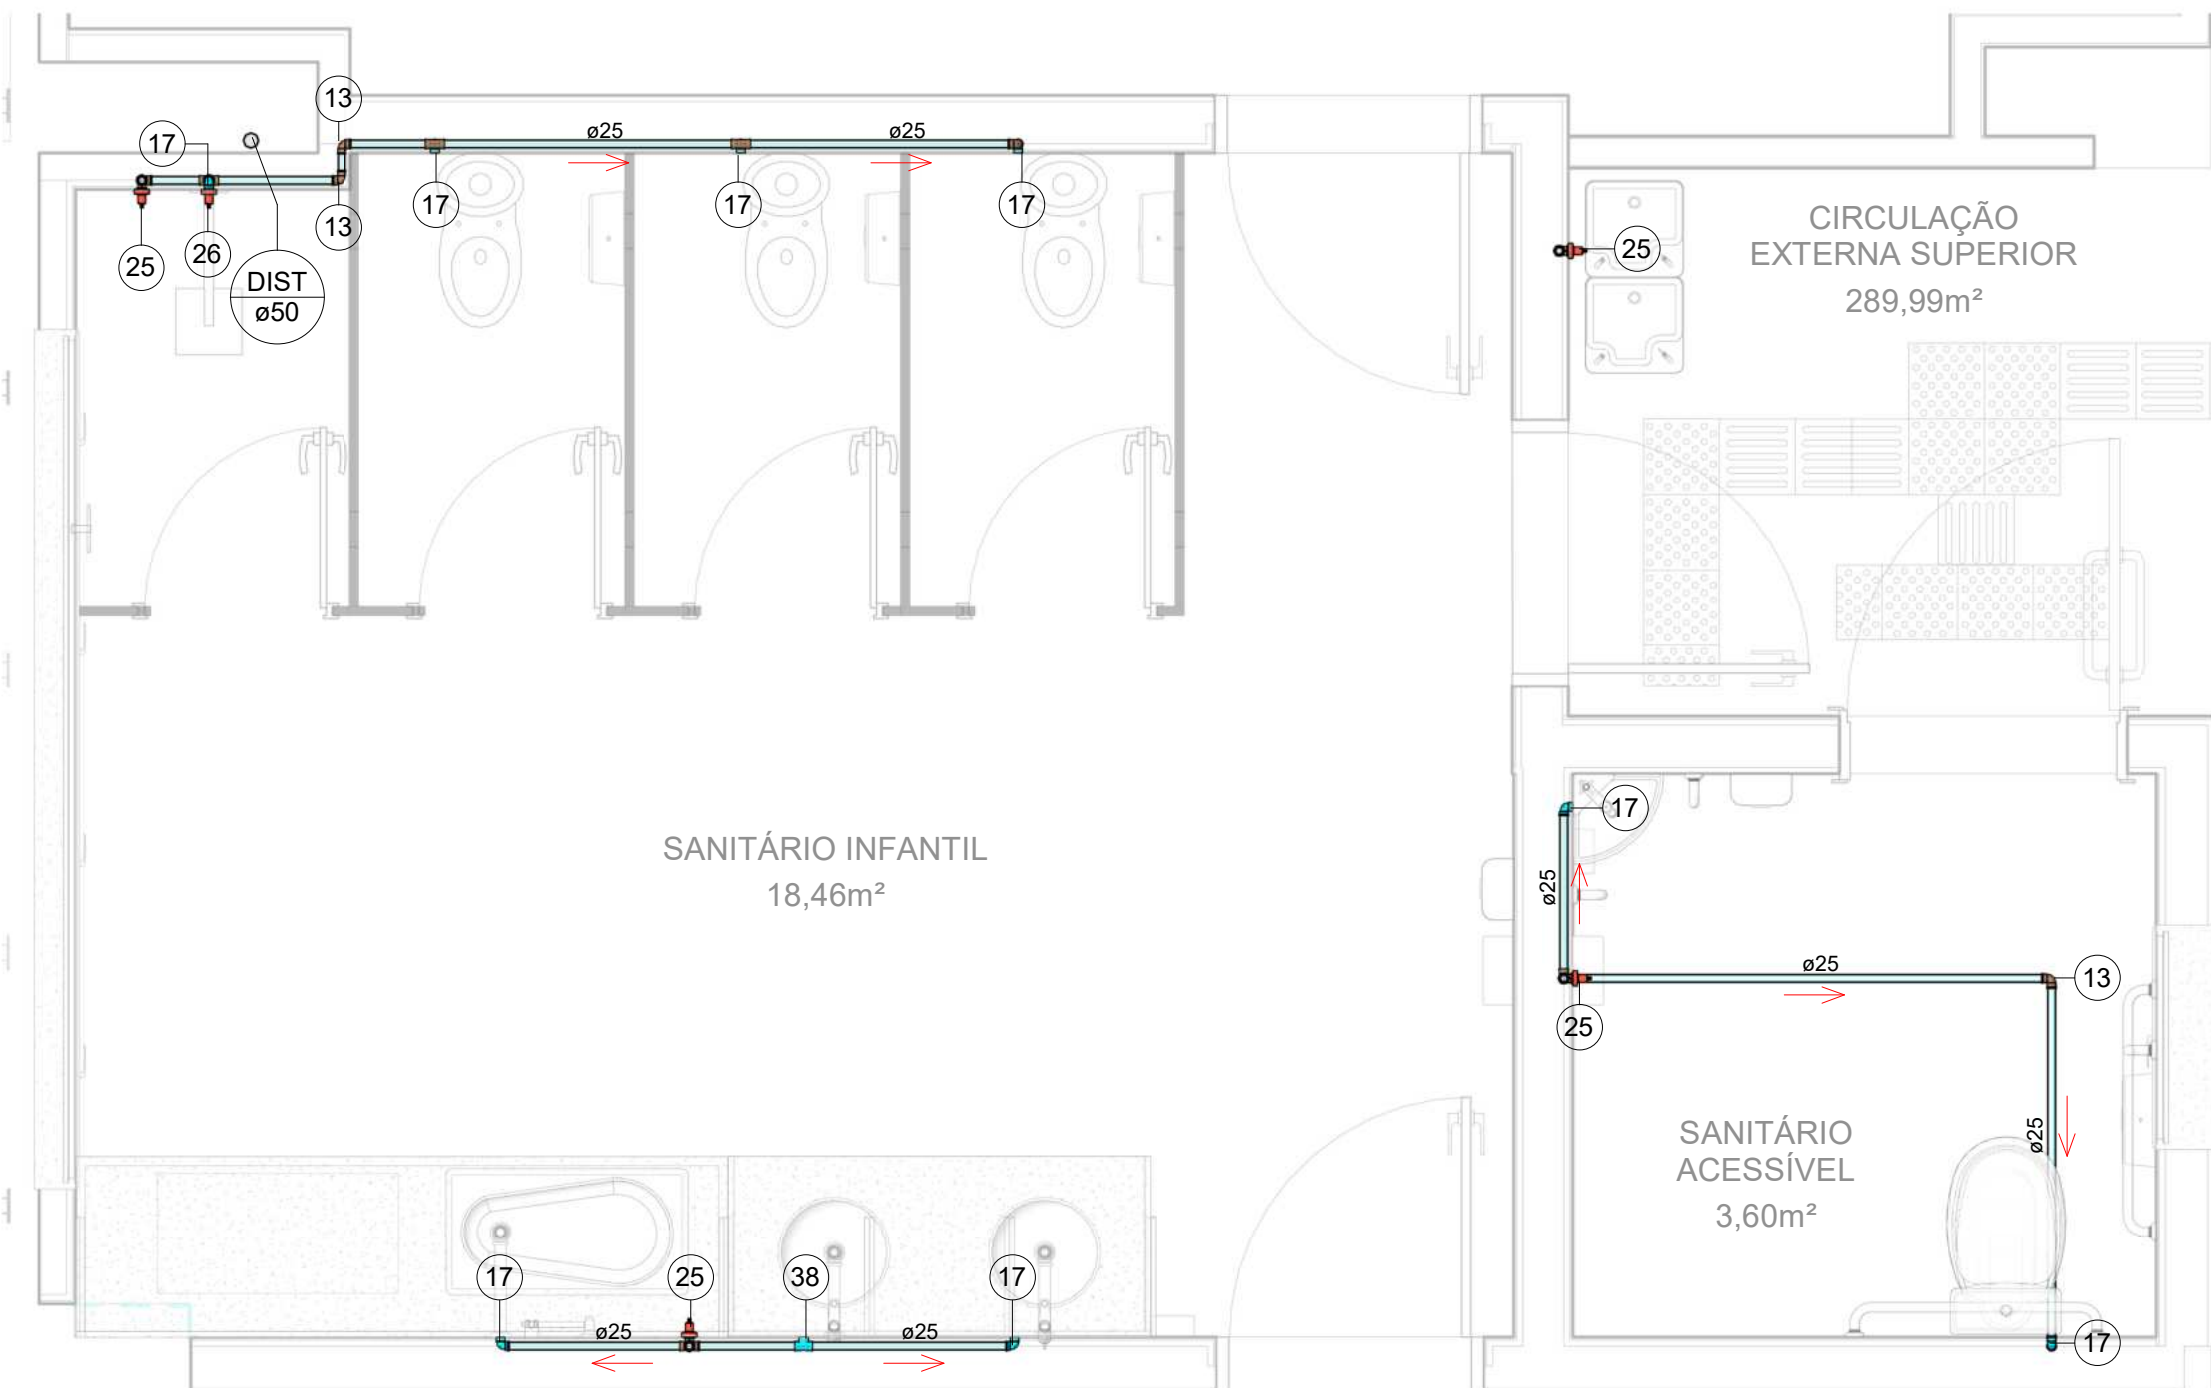 13
17
ø25
ø25
17
17
17
13
25
26
DIST
ø50
25
CIRCULAÇÃO
EXTERNA SUPERIOR
289,99m²
SANITÁRIO INFANTIL
18,46m²
17
ø25
ø25
13
25
ø25
SANITÁRIO
ACESSÍVEL
3,60m²
17
25
38
17
ø25
ø25
17